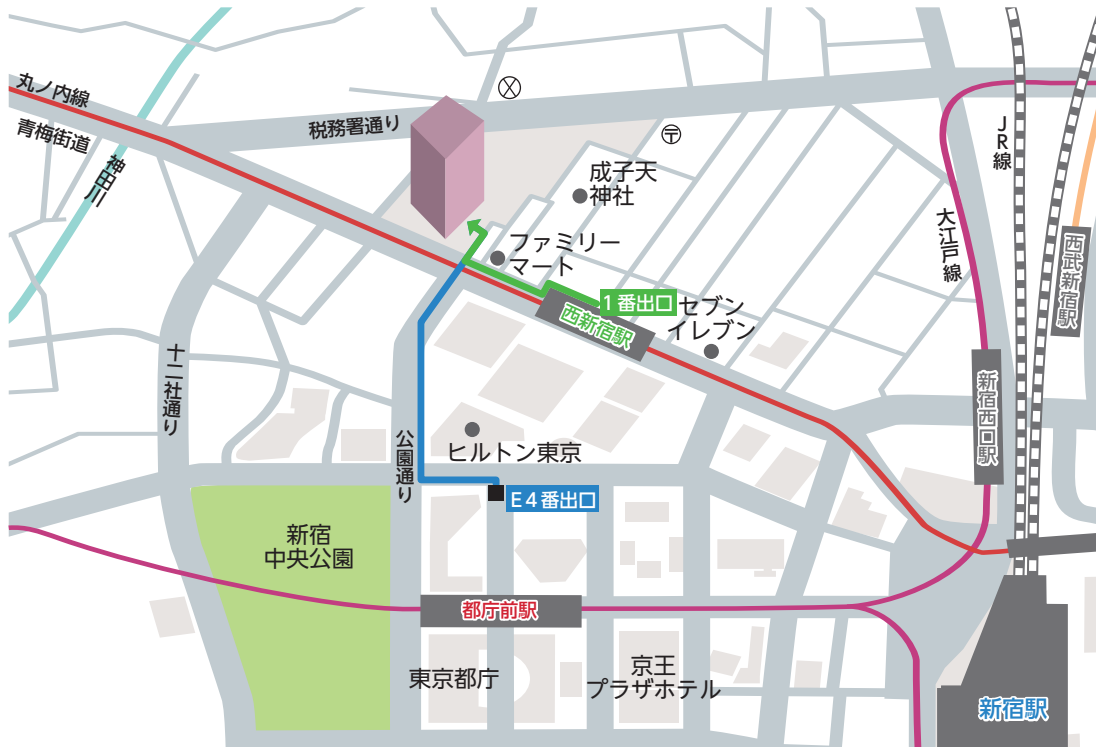 丸ノ内線
青梅街道
神田川
税務署通り
〒
成子天
神社
ファミリー
マート
1番出口
西新宿駅
セブン
イレブン
JR線
大江戸線
西武新宿駅
新宿西口駅
十二社通り
公園通り
ヒルトン東京
E4番出口
新宿
中央公園
都庁前駅
東京都庁
京王
プラザホテル
新宿駅